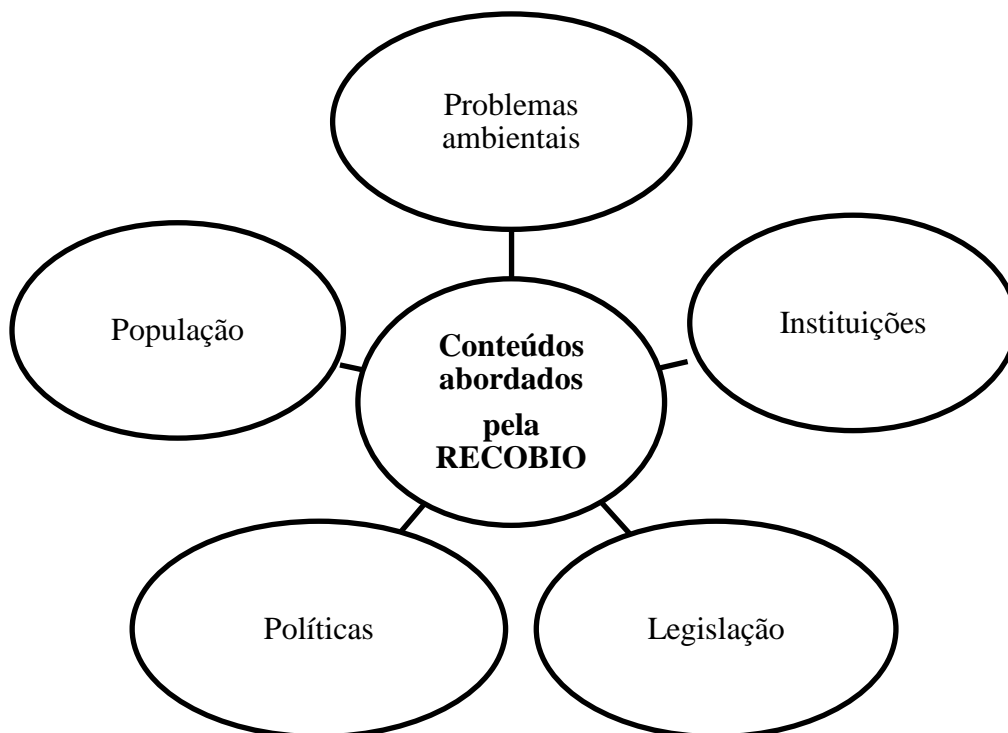 Problemas
ambientais
População
Instituições
Conteúdos
abordados
pela
RECOBIO
Políticas
Legislação